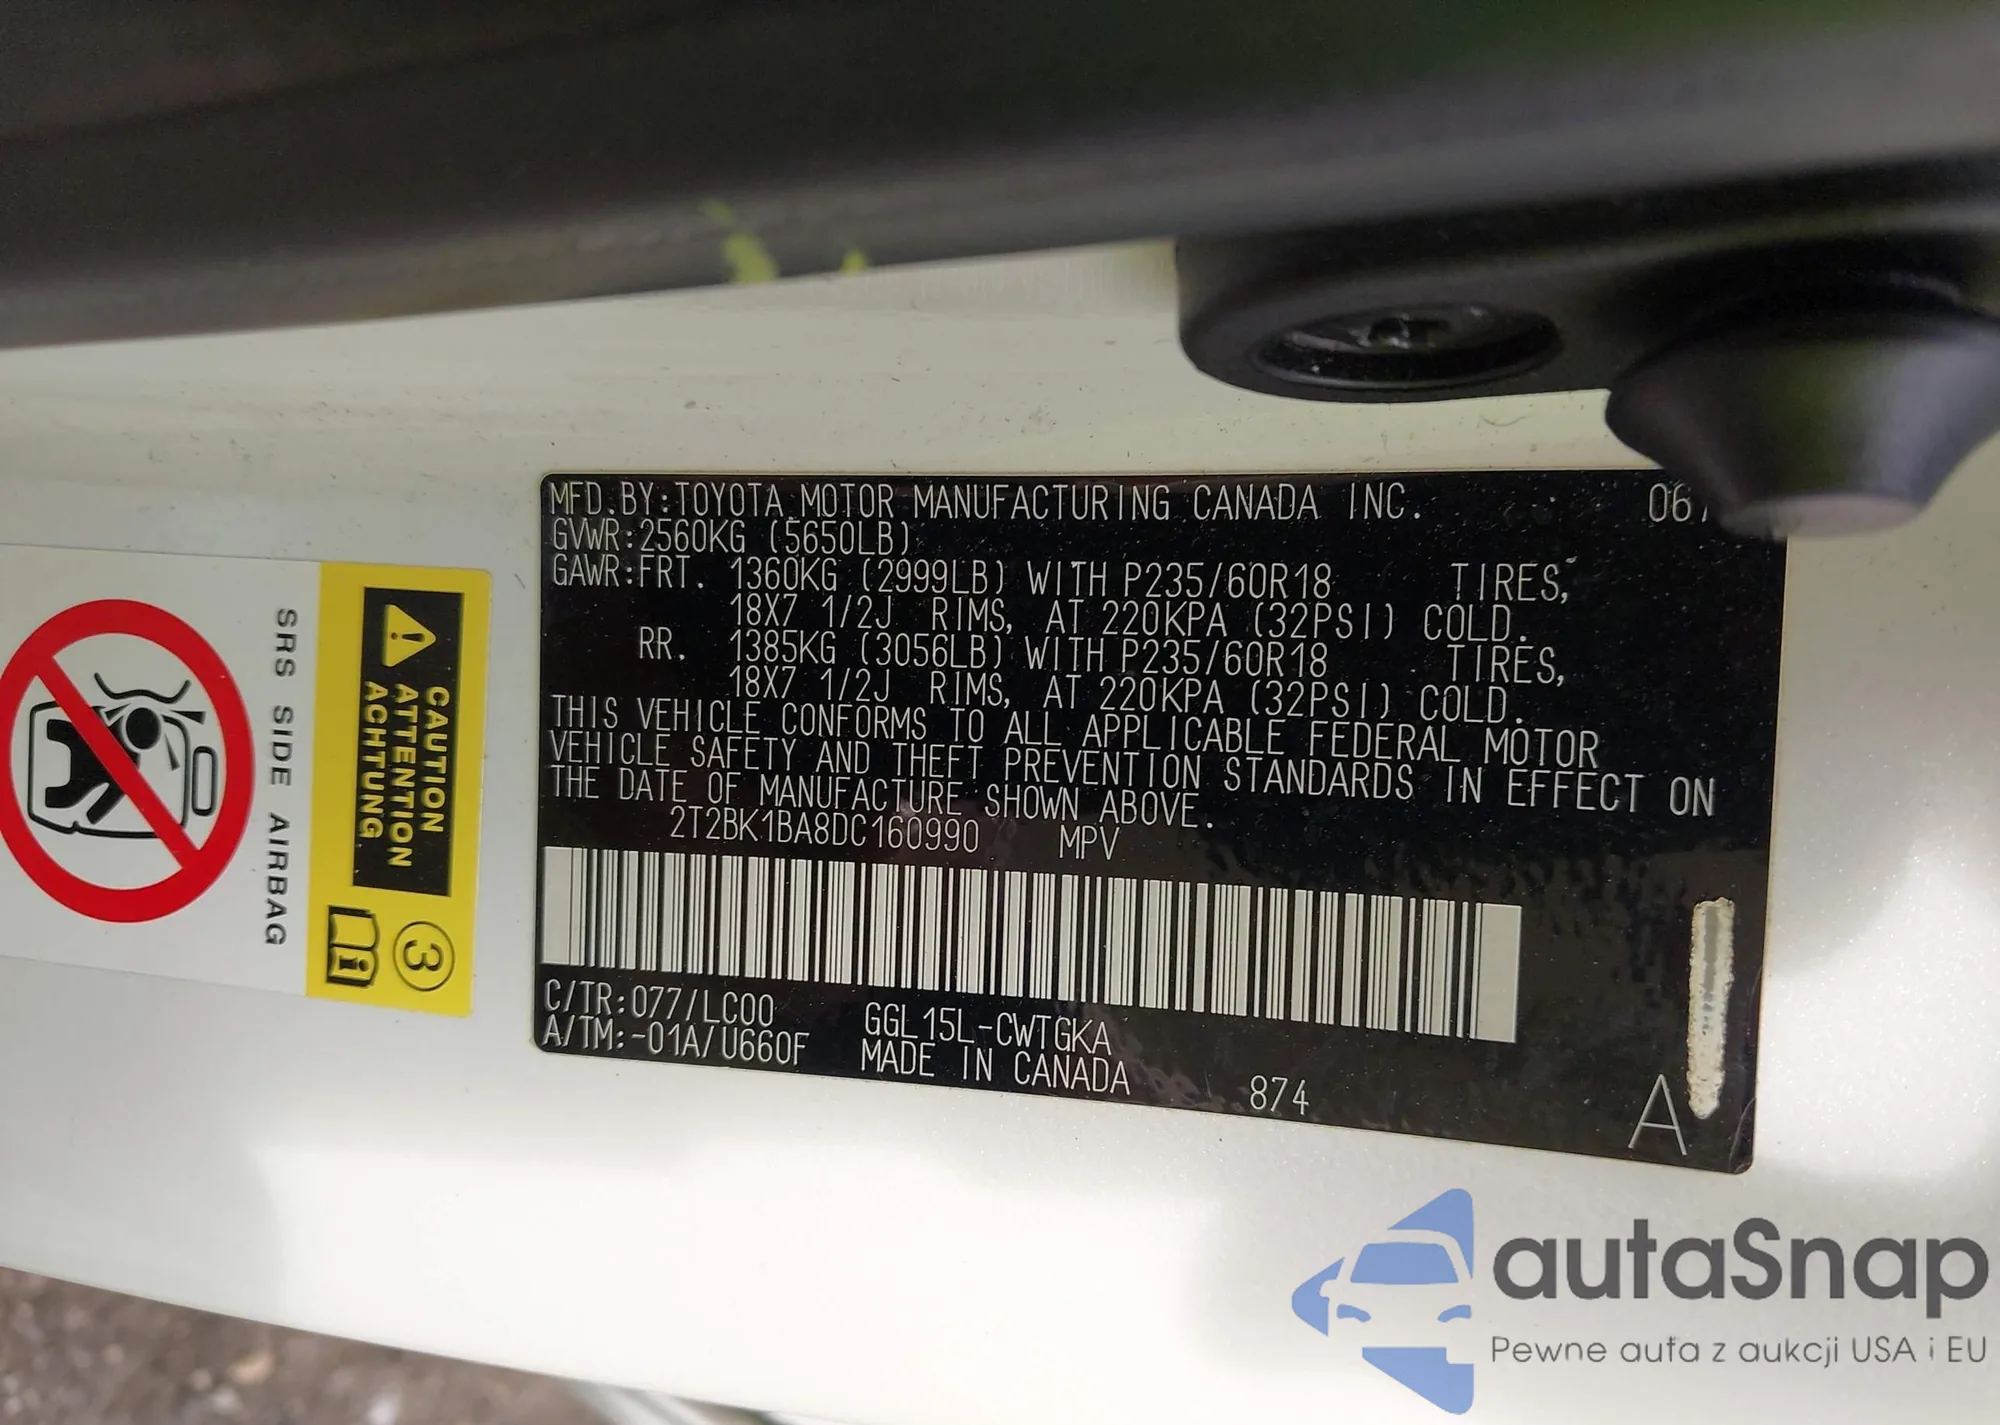 MFD.BY:TOYOTA MOTOR MANUFACTURING CANADA INC. 06/
GVWR:2560KG (5650LB)
GAWR:FRT. 1360KG (2999LB) WITH P235/60R18 TIRES,
18X7 1/2J RIMS, AT 220KPA (32PSI) COLD.
RR. 1385KG (3056LB) WITH P235/60R18 TIRES,
18X7 1/2J RIMS, AT 220KPA (32PSI) COLD.
THIS VEHICLE CONFORMS TO ALL APPLICABLE FEDERAL MOTOR
VEHICLE SAFETY AND THEFT PREVENTION STANDARDS IN EFFECT ON
THE DATE OF MANUFACTURE SHOWN ABOVE.
2T2BK1BA8DC160990 MPV
C/TR:077/LC00 GGL15L-CWTGKA
A/TM:-01A/U660F MADE IN CANADA 874
A
CAUTION
ATTENTION
ACHTUNG
3
i
SRS SIDE AIRBAG
autaSnap
Pewne auta z aukcji USA i EU